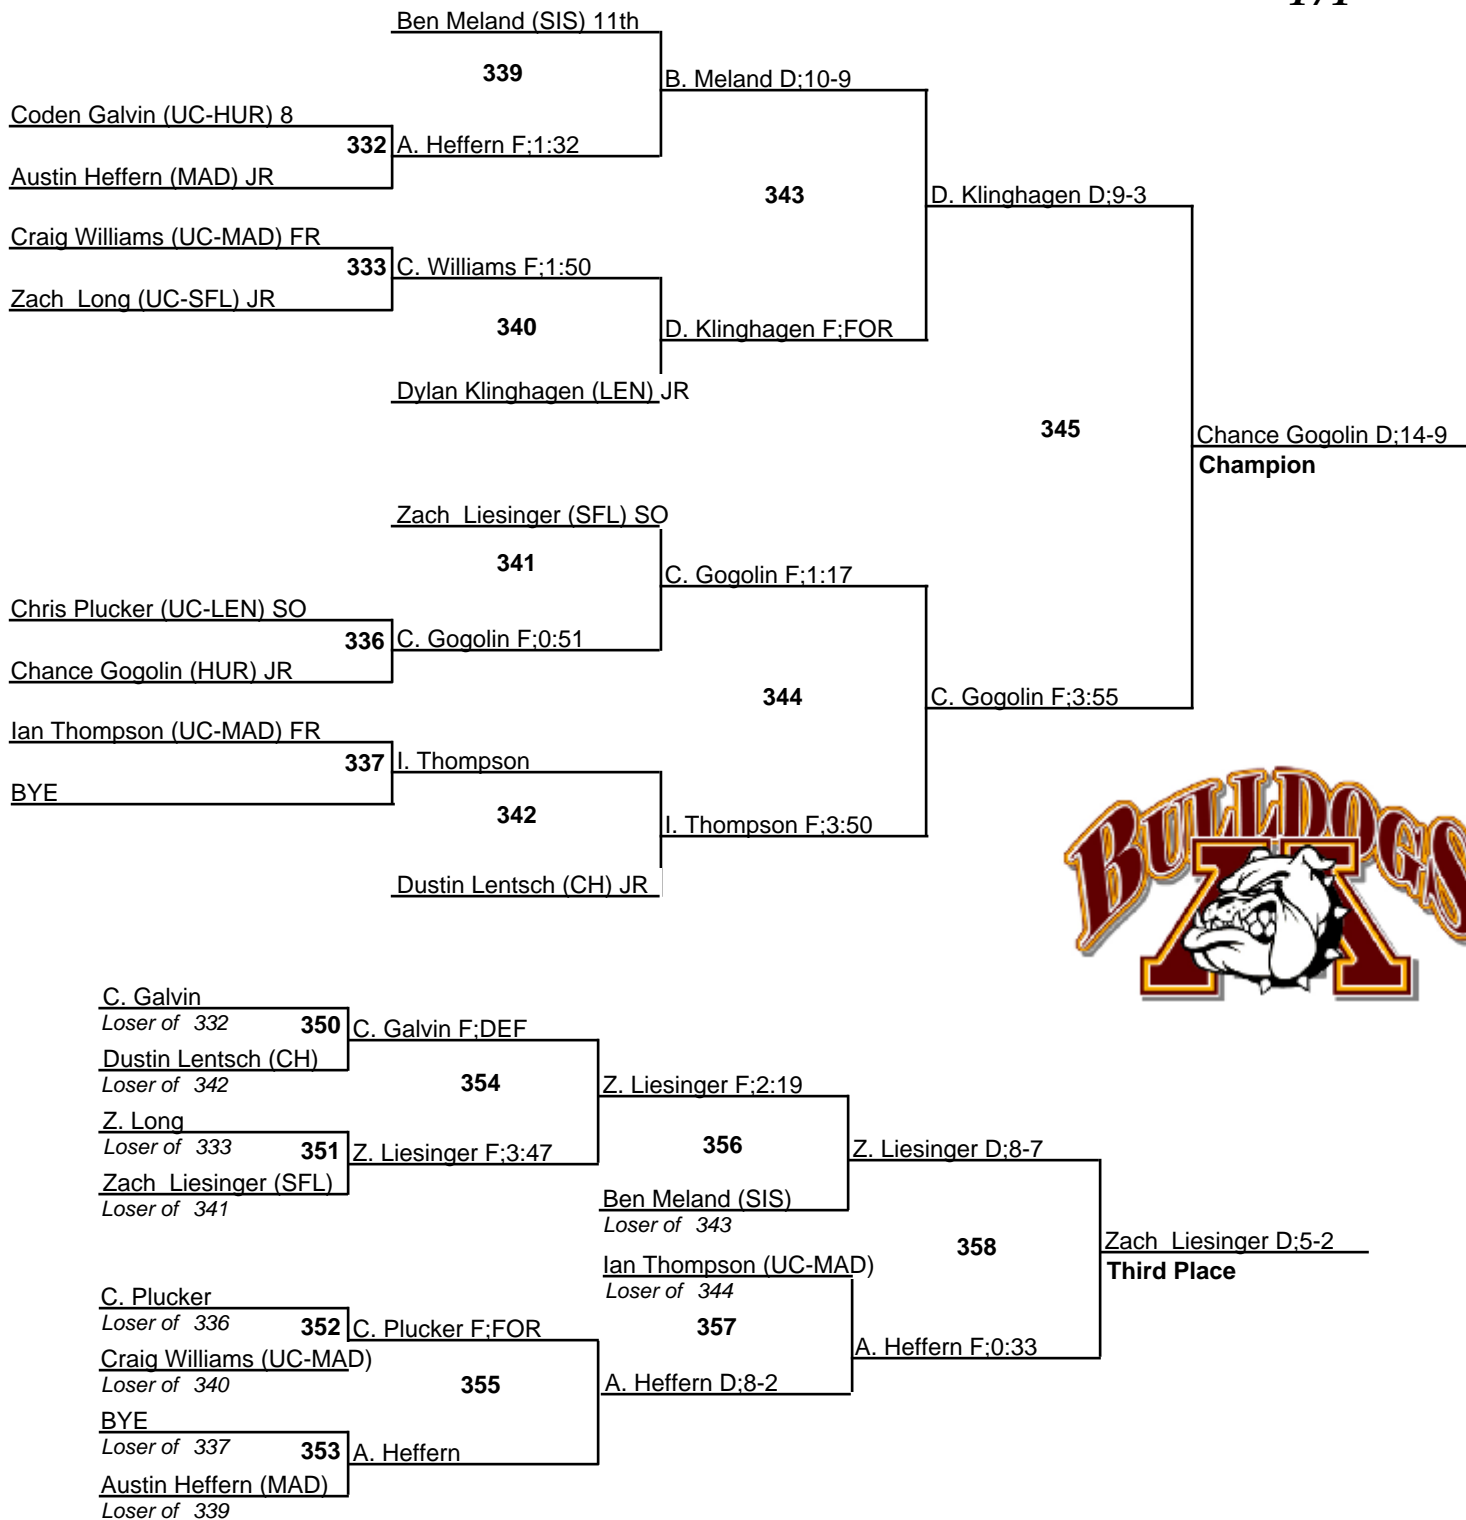 Ben Meland (SIS) 11th
339
B. Meland D;10-9
Coden Galvin (UC-HUR) 8
332 A. Heffern F;1:32
Austin Heffern (MAD) JR
343
D. Klinghagen D;9-3
Craig Williams (UC-MAD) FR
333 C. Williams F;1:50
Zach Long (UC-SFL) JR
340
D. Klinghagen F;FOR
Dylan Klinghagen (LEN) JR
345
Chance Gogolin D;14-9
Champion
Zach Liesinger (SFL) SO
341
C. Gogolin F;1:17
Chris Plucker (UC-LEN) SO
336 C. Gogolin F;0:51
Chance Gogolin (HUR) JR
344
C. Gogolin F;3:55
Ian Thompson (UC-MAD) FR
337 I. Thompson
BYE
342
I. Thompson F;3:50
Dustin Lentsch (CH) JR
BULLDOGS
M
C. Galvin
Loser of 332
350 C. Galvin F;DEF
Dustin Lentsch (CH)
Loser of 342
354
Z. Liesinger F;2:19
Z. Long
Loser of 333
351 Z. Liesinger F;3:47
Zach Liesinger (SFL)
Loser of 341
356
Z. Liesinger D;8-7
Ben Meland (SIS)
Loser of 343
358
Zach Liesinger D;5-2
Third Place
Ian Thompson (UC-MAD)
Loser of 344
C. Plucker
Loser of 336
352 C. Plucker F;FOR
357
A. Heffern F;0:33
Craig Williams (UC-MAD)
Loser of 340
355
A. Heffern D;8-2
BYE
Loser of 337
353 A. Heffern
Austin Heffern (MAD)
Loser of 339